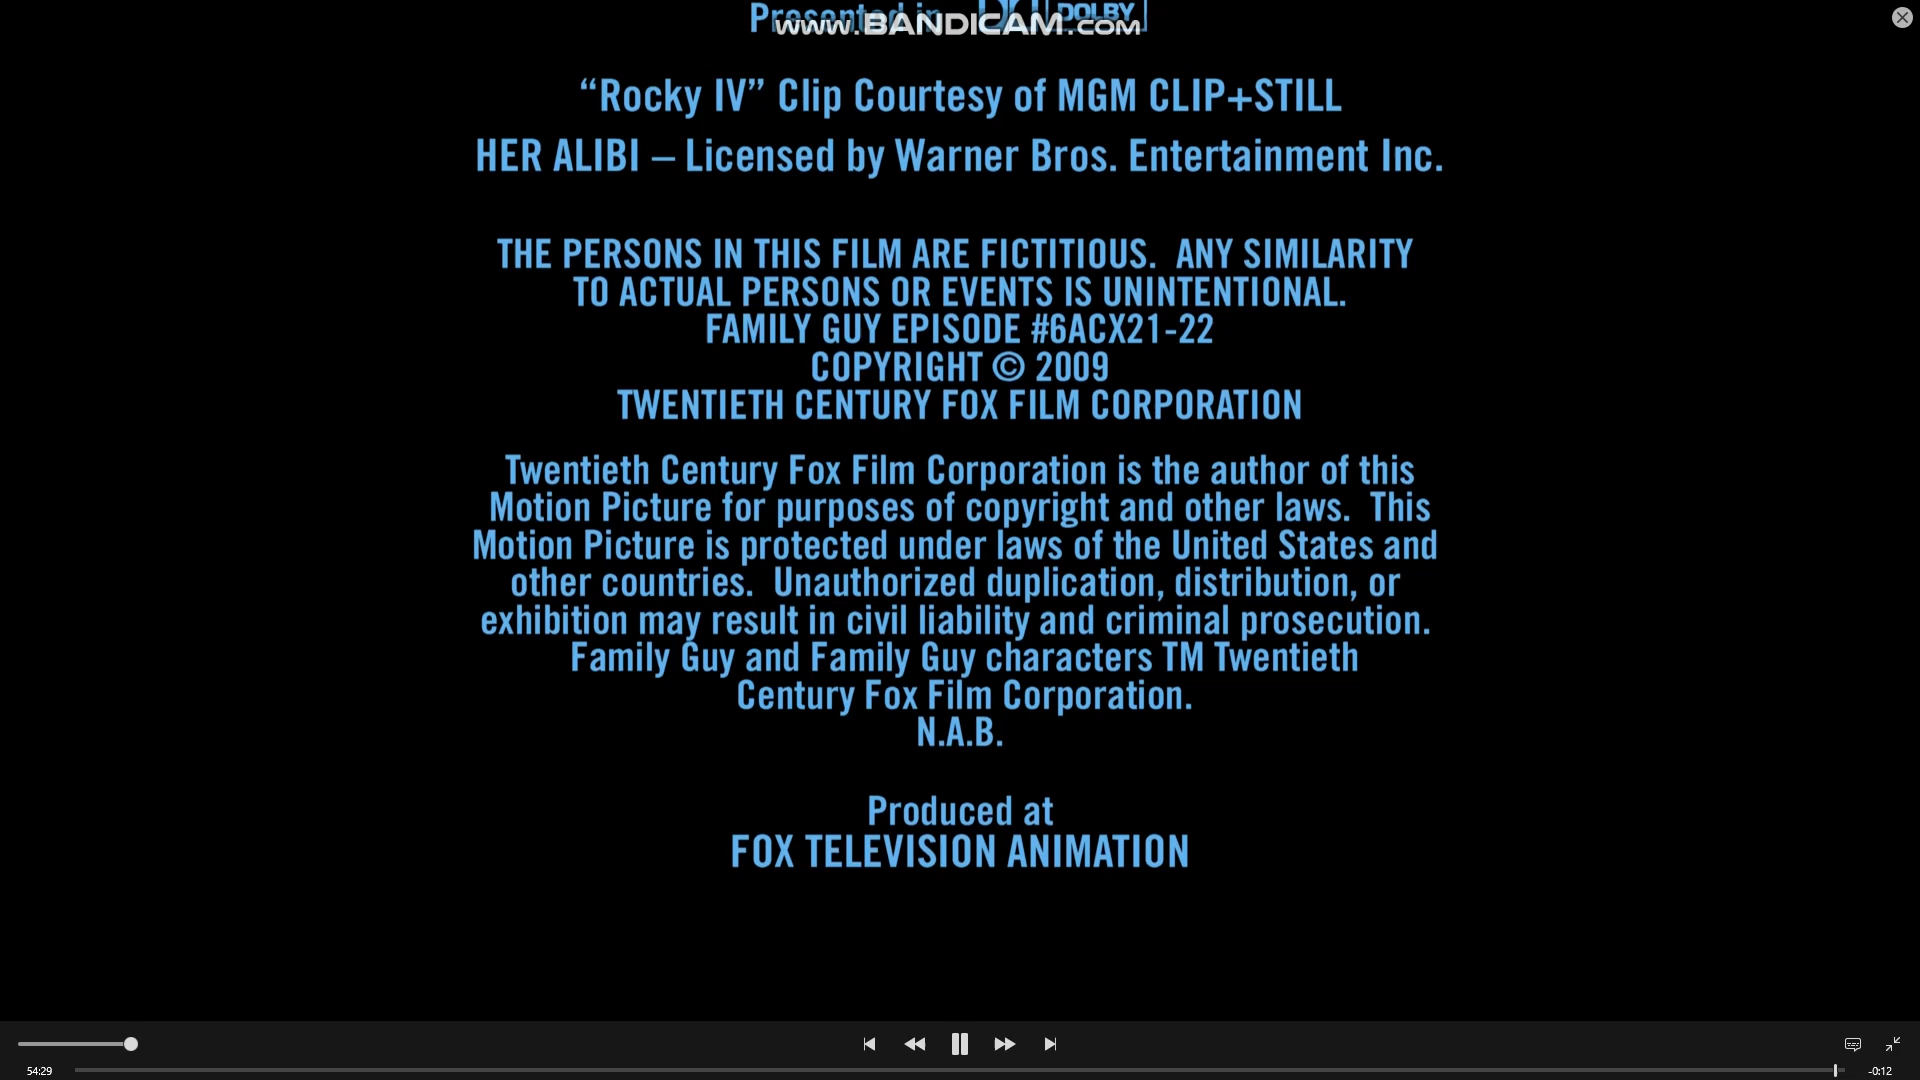 Presented in DOLBY
www.BANDICAM.com
“Rocky IV” Clip Courtesy of MGM CLIP+STILL
HER ALIBI – Licensed by Warner Bros. Entertainment Inc.
THE PERSONS IN THIS FILM ARE FICTITIOUS. ANY SIMILARITY
TO ACTUAL PERSONS OR EVENTS IS UNINTENTIONAL.
FAMILY GUY EPISODE #6ACX21-22
COPYRIGHT © 2009
TWENTIETH CENTURY FOX FILM CORPORATION
Twentieth Century Fox Film Corporation is the author of this
Motion Picture for purposes of copyright and other laws. This
Motion Picture is protected under laws of the United States and
other countries. Unauthorized duplication, distribution, or
exhibition may result in civil liability and criminal prosecution.
Family Guy and Family Guy characters TM Twentieth
Century Fox Film Corporation.
N.A.B.
Produced at
FOX TELEVISION ANIMATION
54:29
-0:12